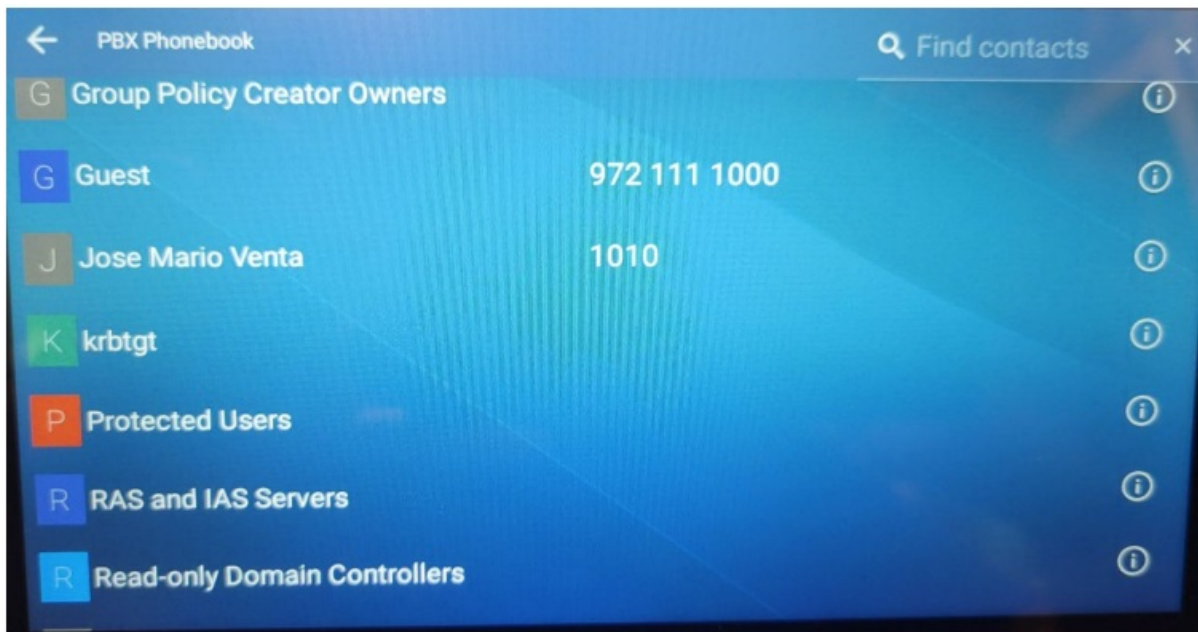 PBX Phonebook Find contacts
G Group Policy Creator Owners
G Guest 972 111 1000
J Jose Mario Venta 1010
K krbtgt
P Protected Users
R RAS and IAS Servers
R Read-only Domain Controllers